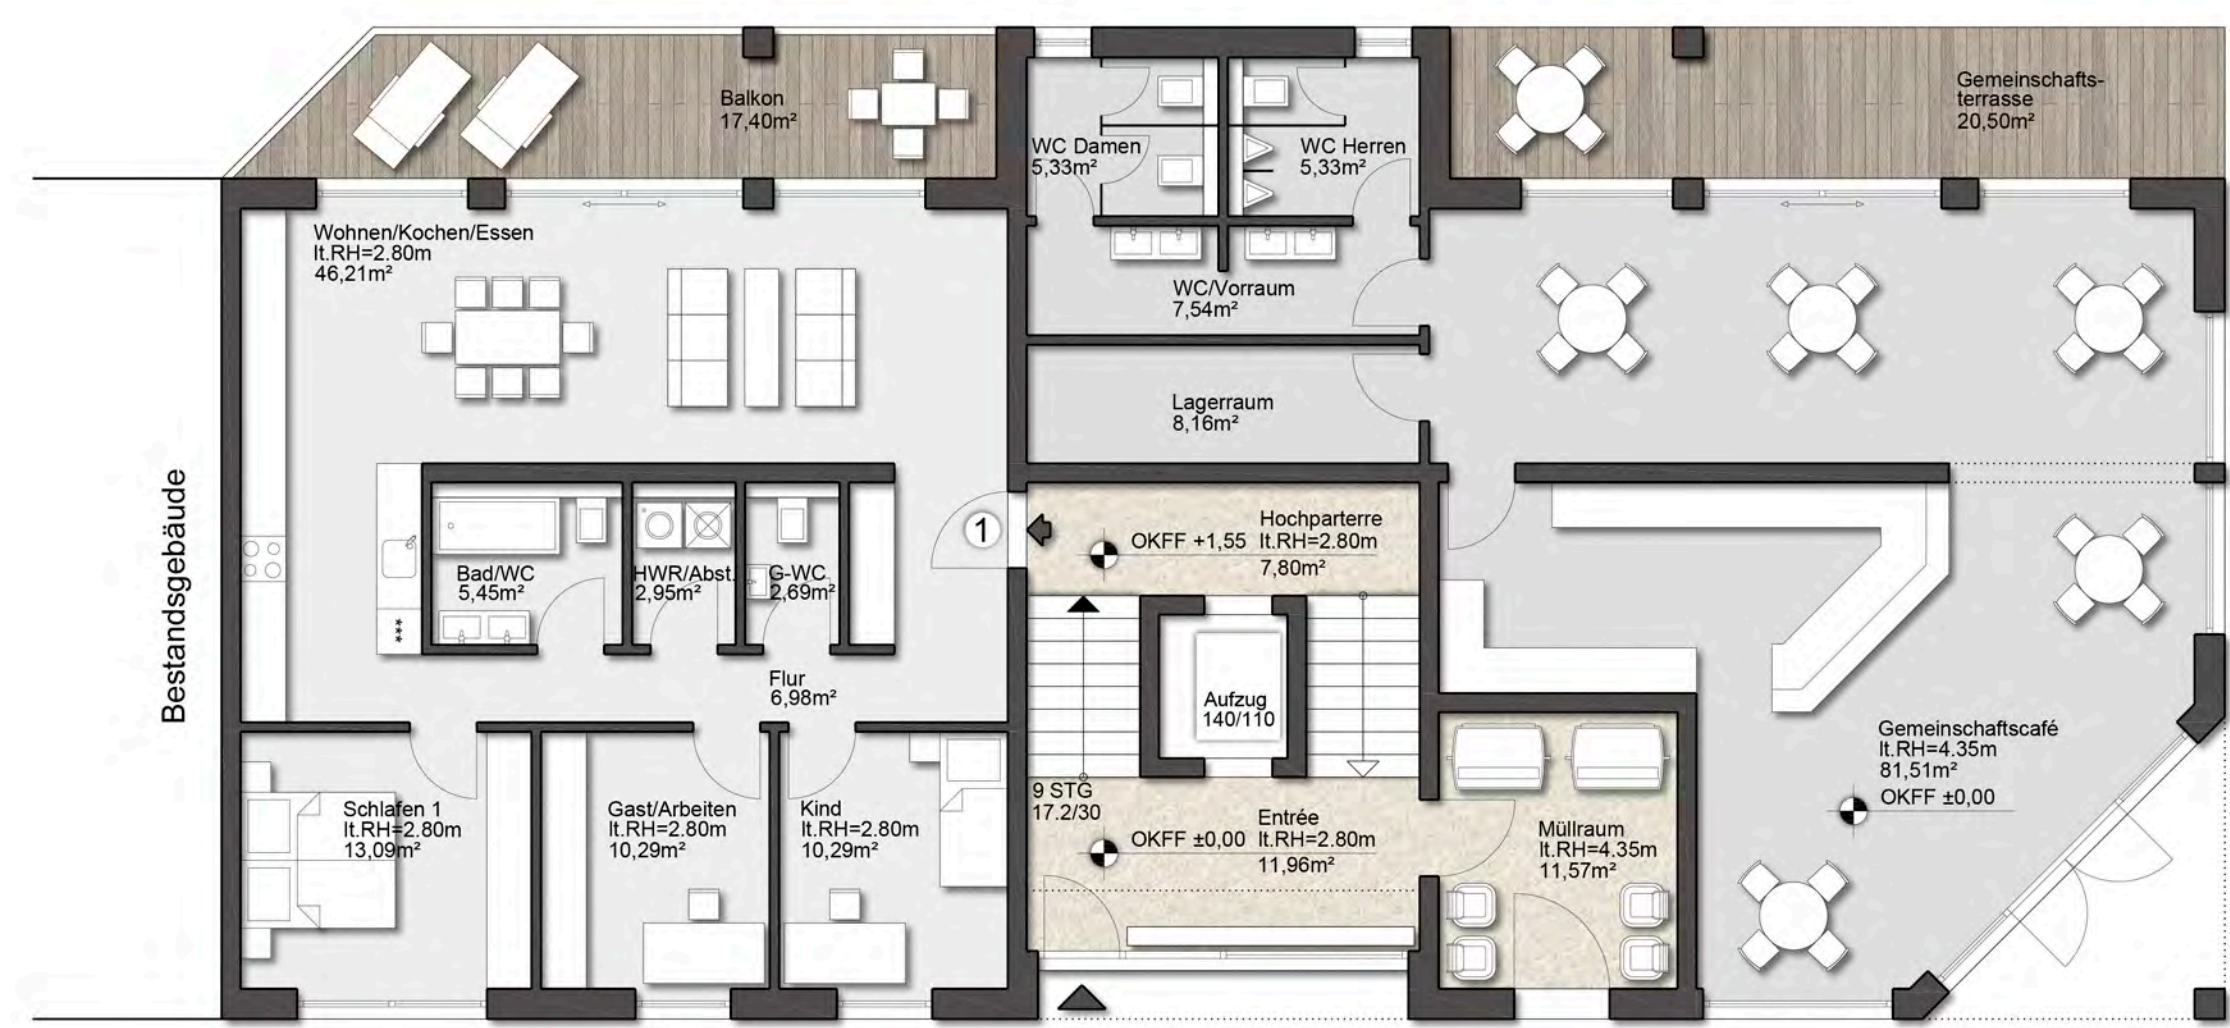 Balkon
17,40m²
Gemeinschafts-
terrasse
20,50m²
WC Damen
5,33m²
WC Herren
5,33m²
Wohnen/Kochen/Essen
lt.RH=2.80m
46,21m²
WC/Vorraum
7,54m²
Lagerraum
8,16m²
Bestandsgebäude
1
Hochparterre
OKFF +1,55 lt.RH=2.80m
7,80m²
Bad/WC
5,45m²
HWR/Abst.
2,95m²
G-WC
2,69m²
***
Flur
6,98m²
Aufzug
140/110
Gemeinschaftscafé
lt.RH=4.35m
81,51m²
OKFF ±0,00
Schlafen 1
lt.RH=2.80m
13,09m²
Gast/Arbeiten
lt.RH=2.80m
10,29m²
Kind
lt.RH=2.80m
10,29m²
9 STG
17.2/30
Entrée
OKFF ±0,00 lt.RH=2.80m
11,96m²
Müllraum
lt.RH=4.35m
11,57m²